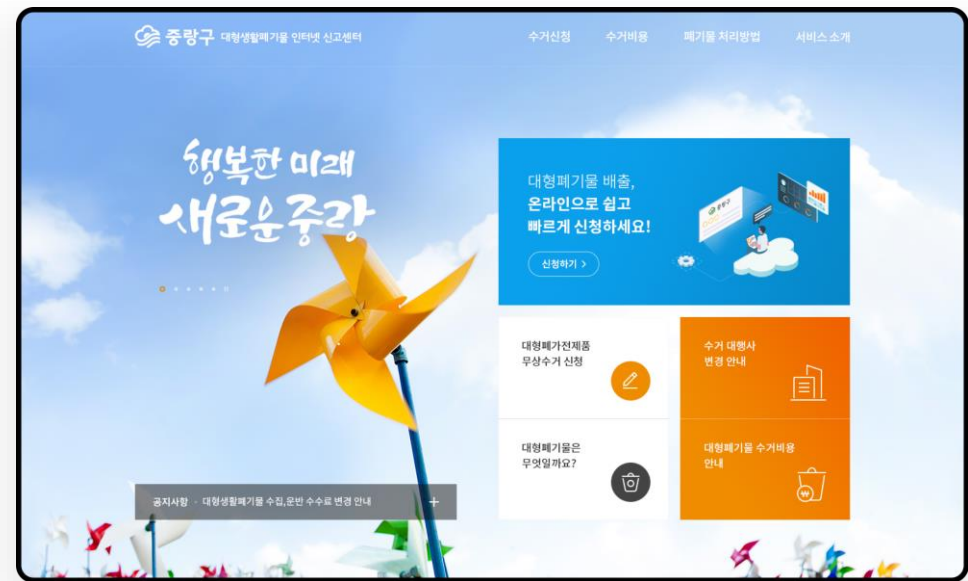 중랑구 대형생활폐기물 인터넷 신고센터
수거신청 수거비용 폐기물 처리방법 서비스 소개
행복한 미래
새로운 중랑
대형폐기물 배출,
온라인으로 쉽고
빠르게 신청하세요!
신청하기 >
중랑구
대형폐가전제품
무상수거 신청
수거 대행사
변경 안내
대형폐기물은
무엇일까요?
대형폐기물 수거비용
안내
공지사항 · 대형생활폐기물 수집,운반 수수료 변경 안내 +